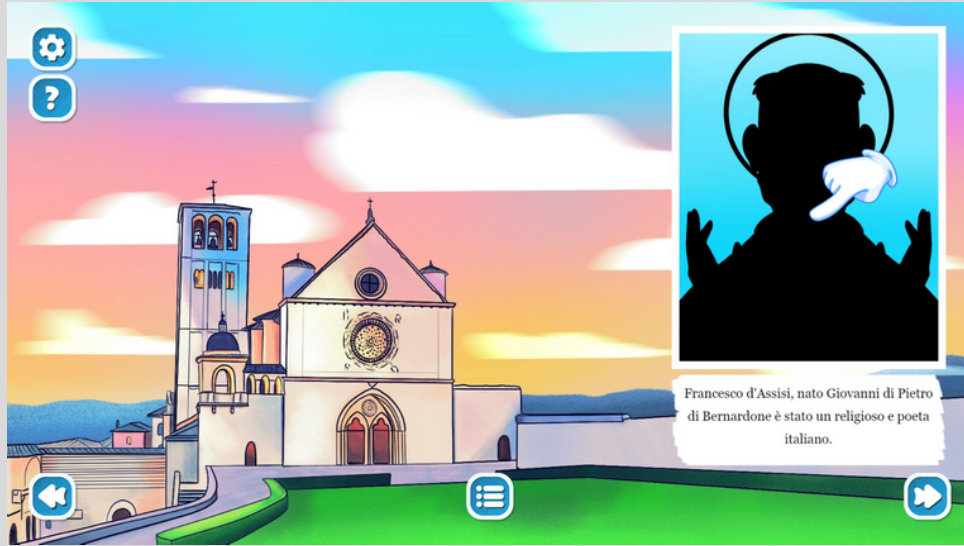 ?
Francesco d'Assisi, nato Giovanni di Pietro
di Bernardone è stato un religioso e poeta
italiano.